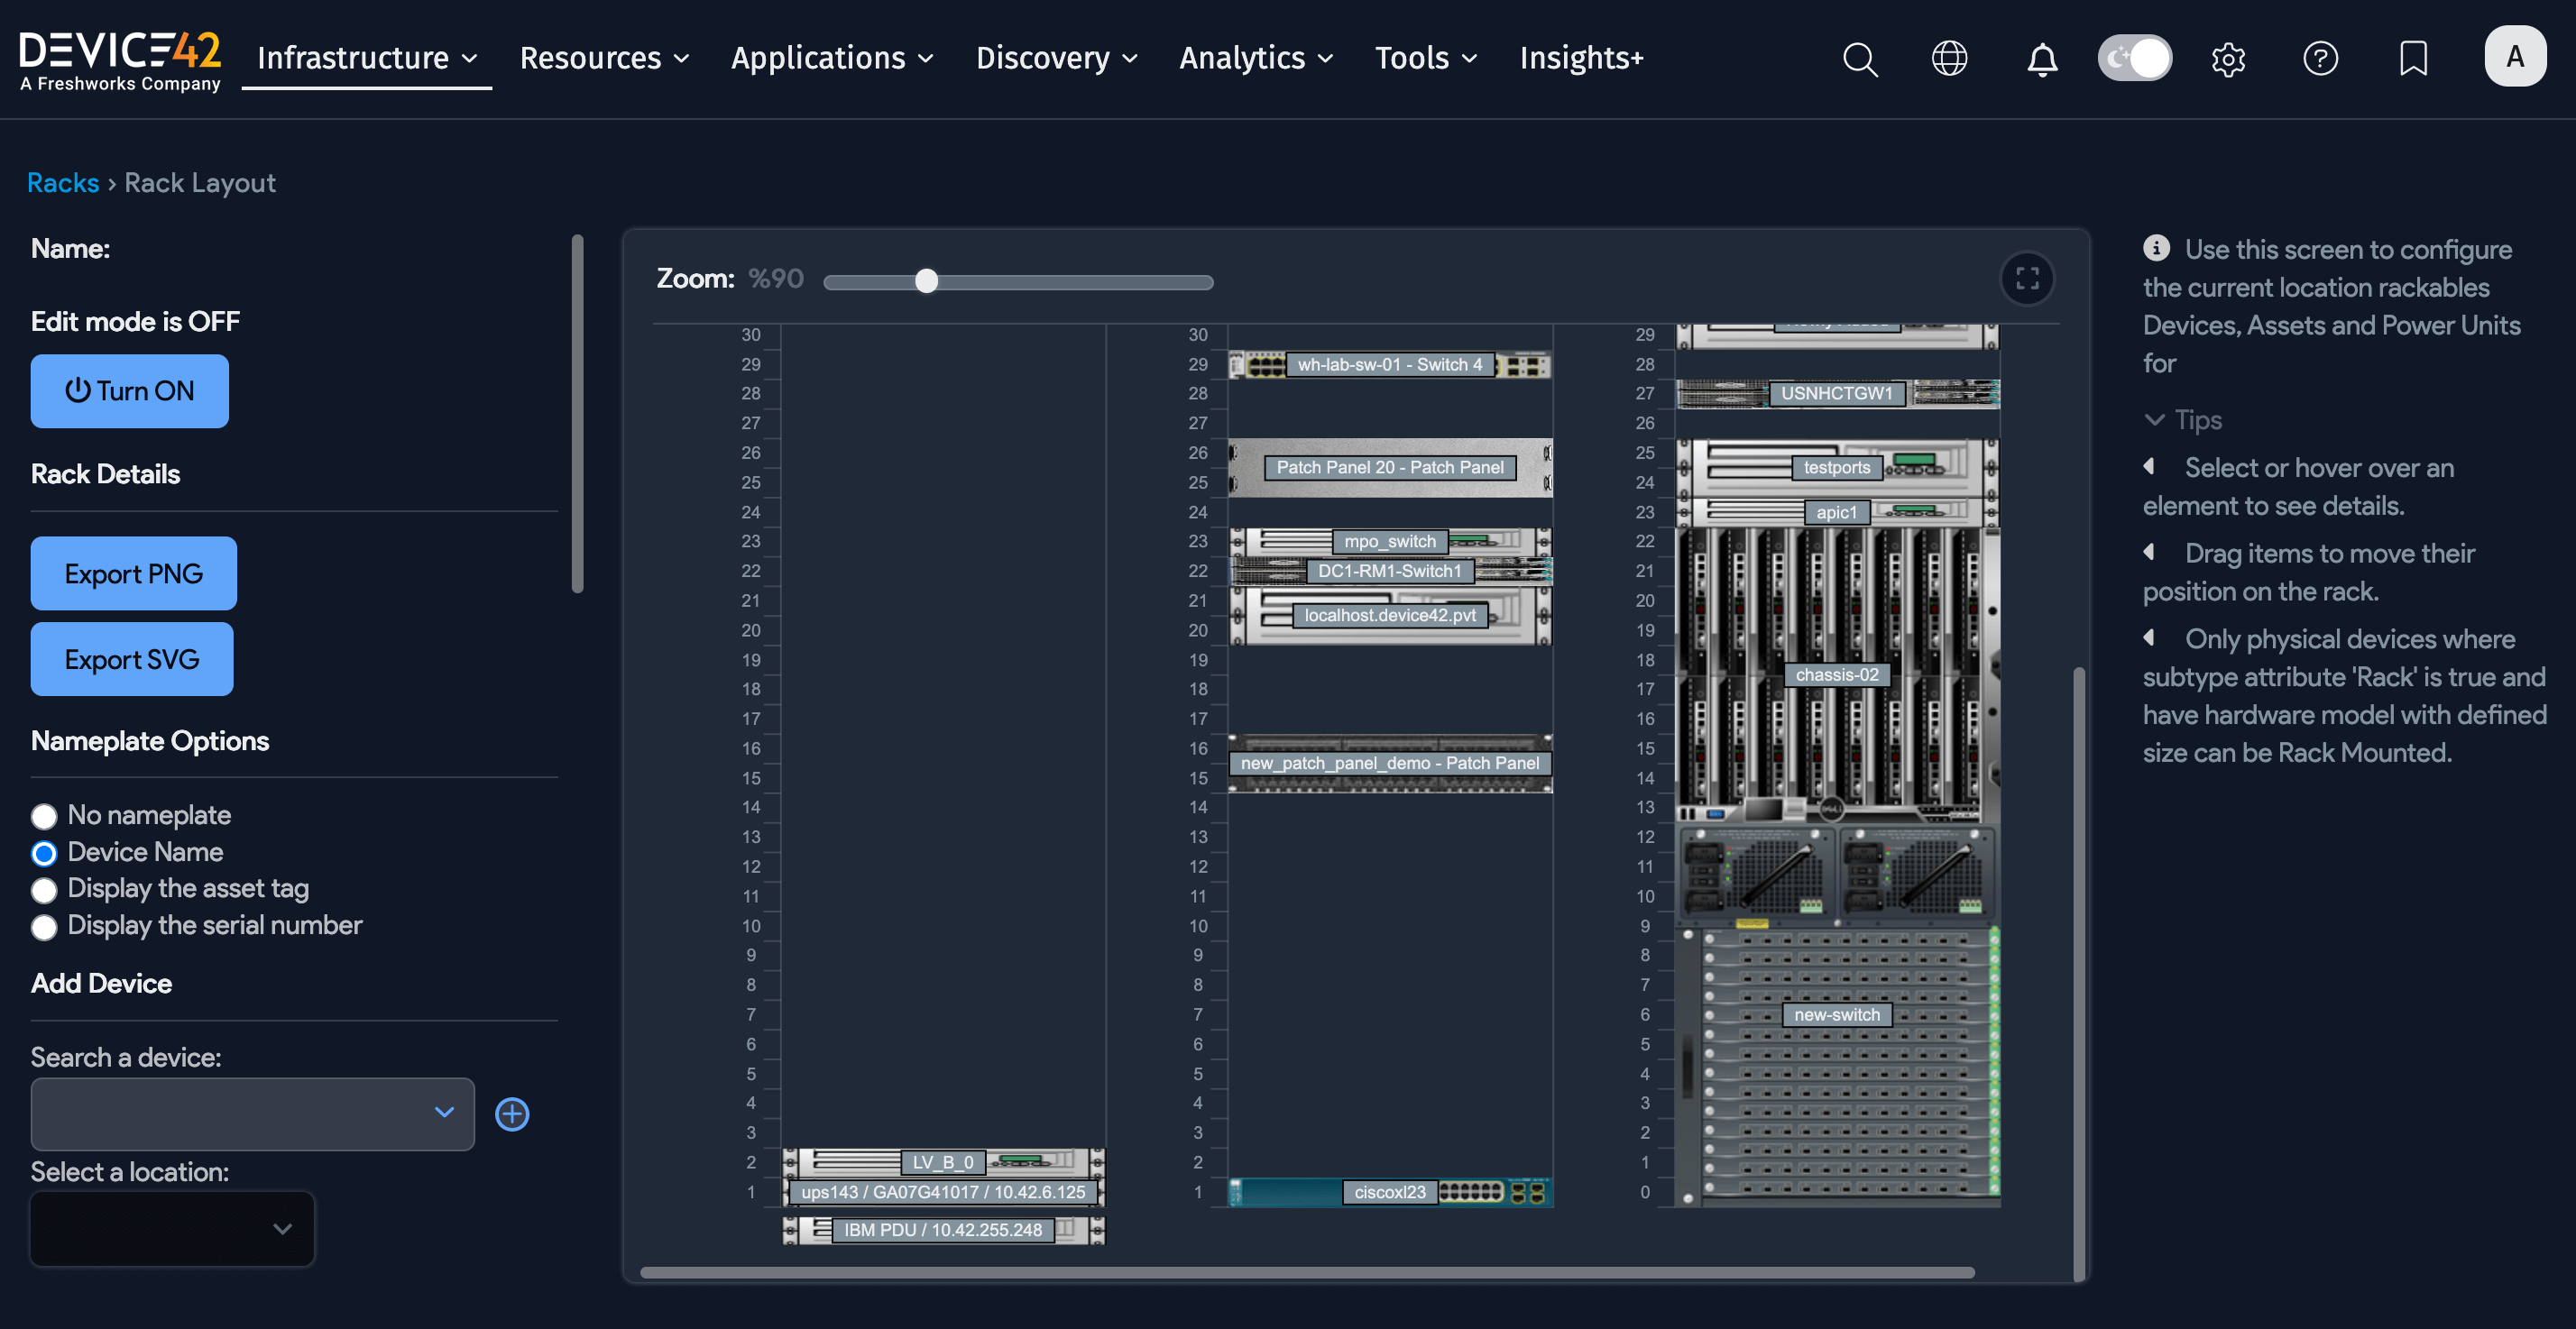 DEVICE42
A Freshworks Company
Infrastructure
Resources
Applications
Discovery
Analytics
Tools
Insights+
A
Racks › Rack Layout
Name:
Edit mode is OFF
Turn ON
Rack Details
Export PNG
Export SVG
Nameplate Options
No nameplate
Device Name
Display the asset tag
Display the serial number
Add Device
Search a device:
Select a location:
Zoom: %90
30
29
28
27
26
25
24
23
22
21
20
19
18
17
16
15
14
13
12
11
10
9
8
7
6
5
4
3
2
1
LV_B_0
ups143 / GA07G41017 / 10.42.6.125
IBM PDU / 10.42.255.248
30
29
28
27
26
25
24
23
22
21
20
19
18
17
16
15
14
13
12
11
10
9
8
7
6
5
4
3
2
1
wh-lab-sw-01 - Switch 4
Patch Panel 20 - Patch Panel
mpo_switch
DC1-RM1-Switch1
localhost.device42.pvt
new_patch_panel_demo - Patch Panel
ciscoxl23
29
28
27
26
25
24
23
22
21
20
19
18
17
16
15
14
13
12
11
10
9
8
7
6
5
4
3
2
1
0
USNHCTGW1
testports
apic1
chassis-02
DELL
new-switch
Use this screen to configure
the current location rackables
Devices, Assets and Power Units
for
Tips
Select or hover over an
element to see details.
Drag items to move their
position on the rack.
Only physical devices where
subtype attribute 'Rack' is true and
have hardware model with defined
size can be Rack Mounted.